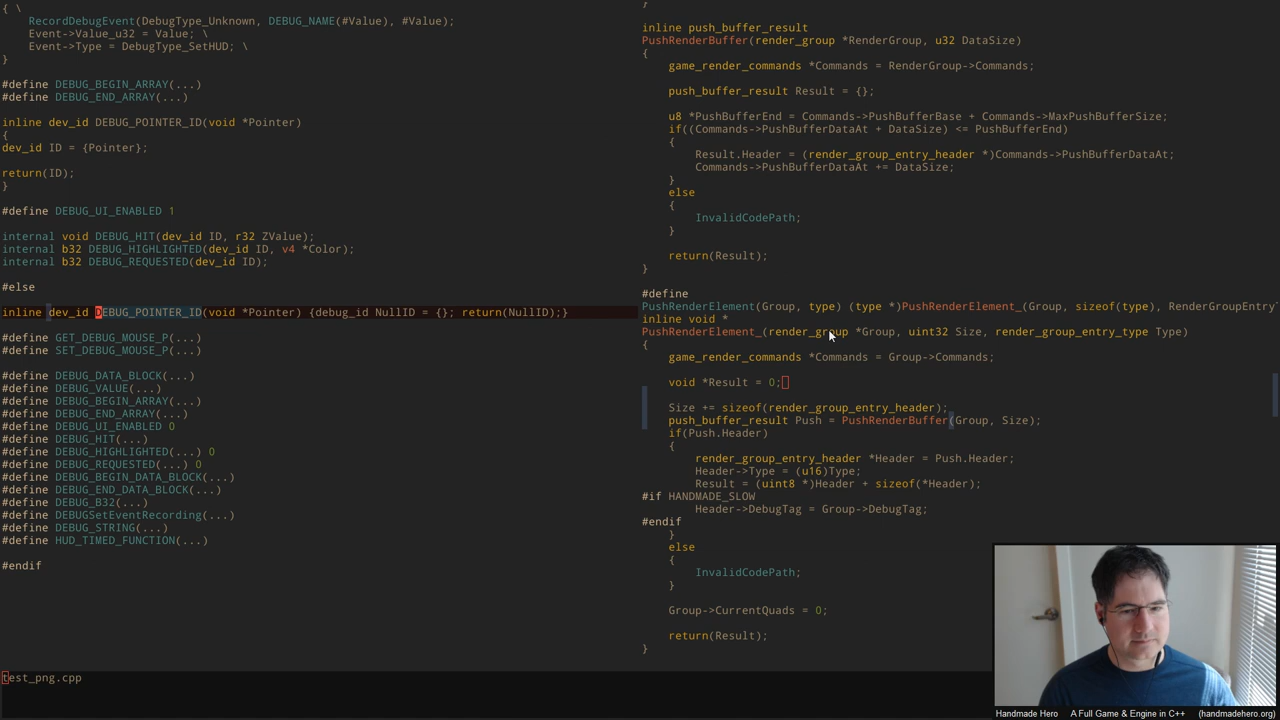 { \
RecordDebugEvent(DebugType_Unknown, DEBUG_NAME(#Value), #Value);
Event->Value_u32 = Value; \
Event->Type = DebugType_SetHUD; \
}
#define DEBUG_BEGIN_ARRAY(...)
#define DEBUG_END_ARRAY(...)
inline dev_id DEBUG_POINTER_ID(void *Pointer)
{
dev_id ID = {Pointer};
return(ID);
}
#define DEBUG_UI_ENABLED 1
internal void DEBUG_HIT(dev_id ID, r32 ZValue);
internal b32 DEBUG_HIGHLIGHTED(dev_id ID, v4 *Color);
internal b32 DEBUG_REQUESTED(dev_id ID);
#else
inline dev_id DEBUG_POINTER_ID(void *Pointer) {debug_id NullID = {}; return(NullID);}
#define GET_DEBUG_MOUSE_P(...)
#define SET_DEBUG_MOUSE_P(...)
#define DEBUG_DATA_BLOCK(...)
#define DEBUG_VALUE(...)
#define DEBUG_BEGIN_ARRAY(...)
#define DEBUG_END_ARRAY(...)
#define DEBUG_UI_ENABLED 0
#define DEBUG_HIT(...)
#define DEBUG_HIGHLIGHTED(...) 0
#define DEBUG_REQUESTED(...) 0
#define DEBUG_BEGIN_DATA_BLOCK(...)
#define DEBUG_END_DATA_BLOCK(...)
#define DEBUG_B32(...)
#define DEBUGSetEventRecording(...)
#define DEBUG_STRING(...)
#define HUD_TIMED_FUNCTION(...)
#endif
inline push_buffer_result
PushRenderBuffer(render_group *RenderGroup, u32 DataSize)
{
game_render_commands *Commands = RenderGroup->Commands;
push_buffer_result Result = {};
u8 *PushBufferEnd = Commands->PushBufferBase + Commands->MaxPushBufferSize;
if((Commands->PushBufferDataAt + DataSize) <= PushBufferEnd)
{
Result.Header = (render_group_entry_header *)Commands->PushBufferDataAt;
Commands->PushBufferDataAt += DataSize;
}
else
{
InvalidCodePath;
}
return(Result);
}
#define
PushRenderElement(Group, type) (type *)PushRenderElement_(Group, sizeof(type), RenderGroupEntry
inline void *
PushRenderElement_(render_group *Group, uint32 Size, render_group_entry_type Type)
{
game_render_commands *Commands = Group->Commands;
void *Result = 0;
Size += sizeof(render_group_entry_header);
push_buffer_result Push = PushRenderBuffer(Group, Size);
if(Push.Header)
{
render_group_entry_header *Header = Push.Header;
Header->Type = (u16)Type;
Result = (uint8 *)Header + sizeof(*Header);
#if HANDMADE_SLOW
Header->DebugTag = Group->DebugTag;
#endif
}
else
{
InvalidCodePath;
}
Group->CurrentQuads = 0;
return(Result);
}
test_png.cpp
Handmade Hero A Full Game & Engine in C++ (handmadehero.org)